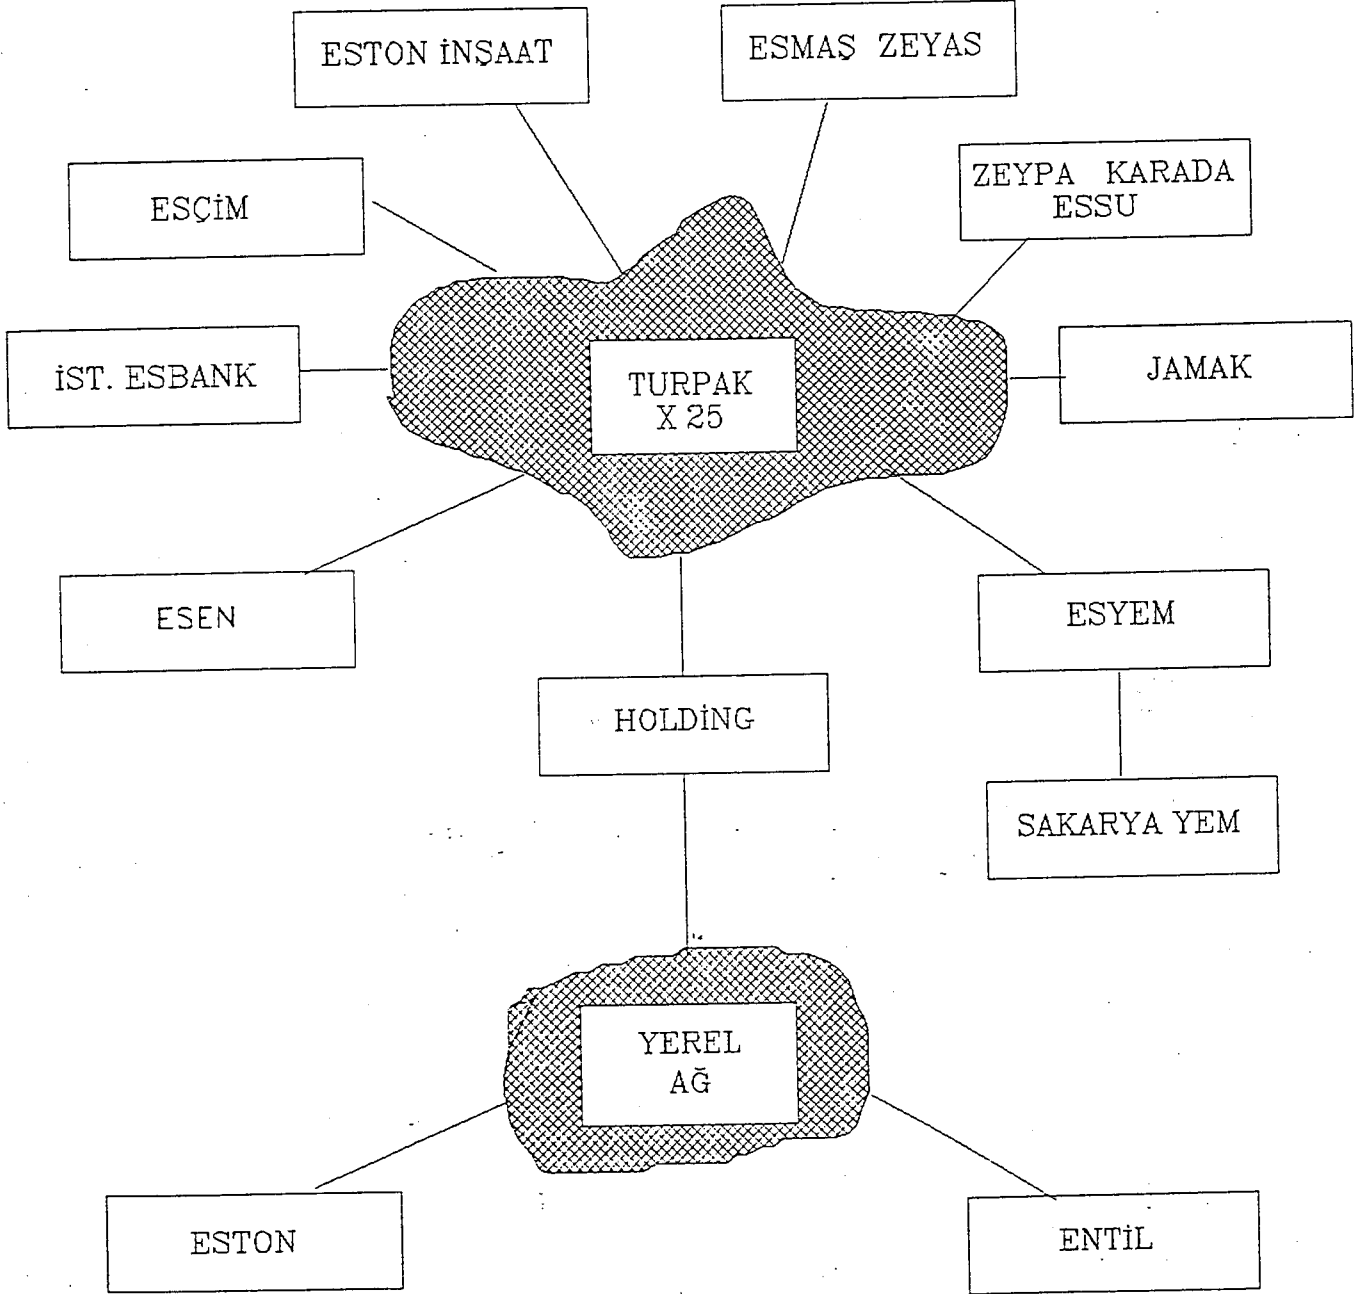 ESTON İNŞAAT
ESMAŞ ZEYAS
ESÇİM
ZEYPA KARADA
ESSU
İST. ESBANK
TURPAK
X 25
JAMAK
ESEN
ESYEM
HOLDİNG
SAKARYA YEM
YEREL
AĞ
ESTON
ENTİL